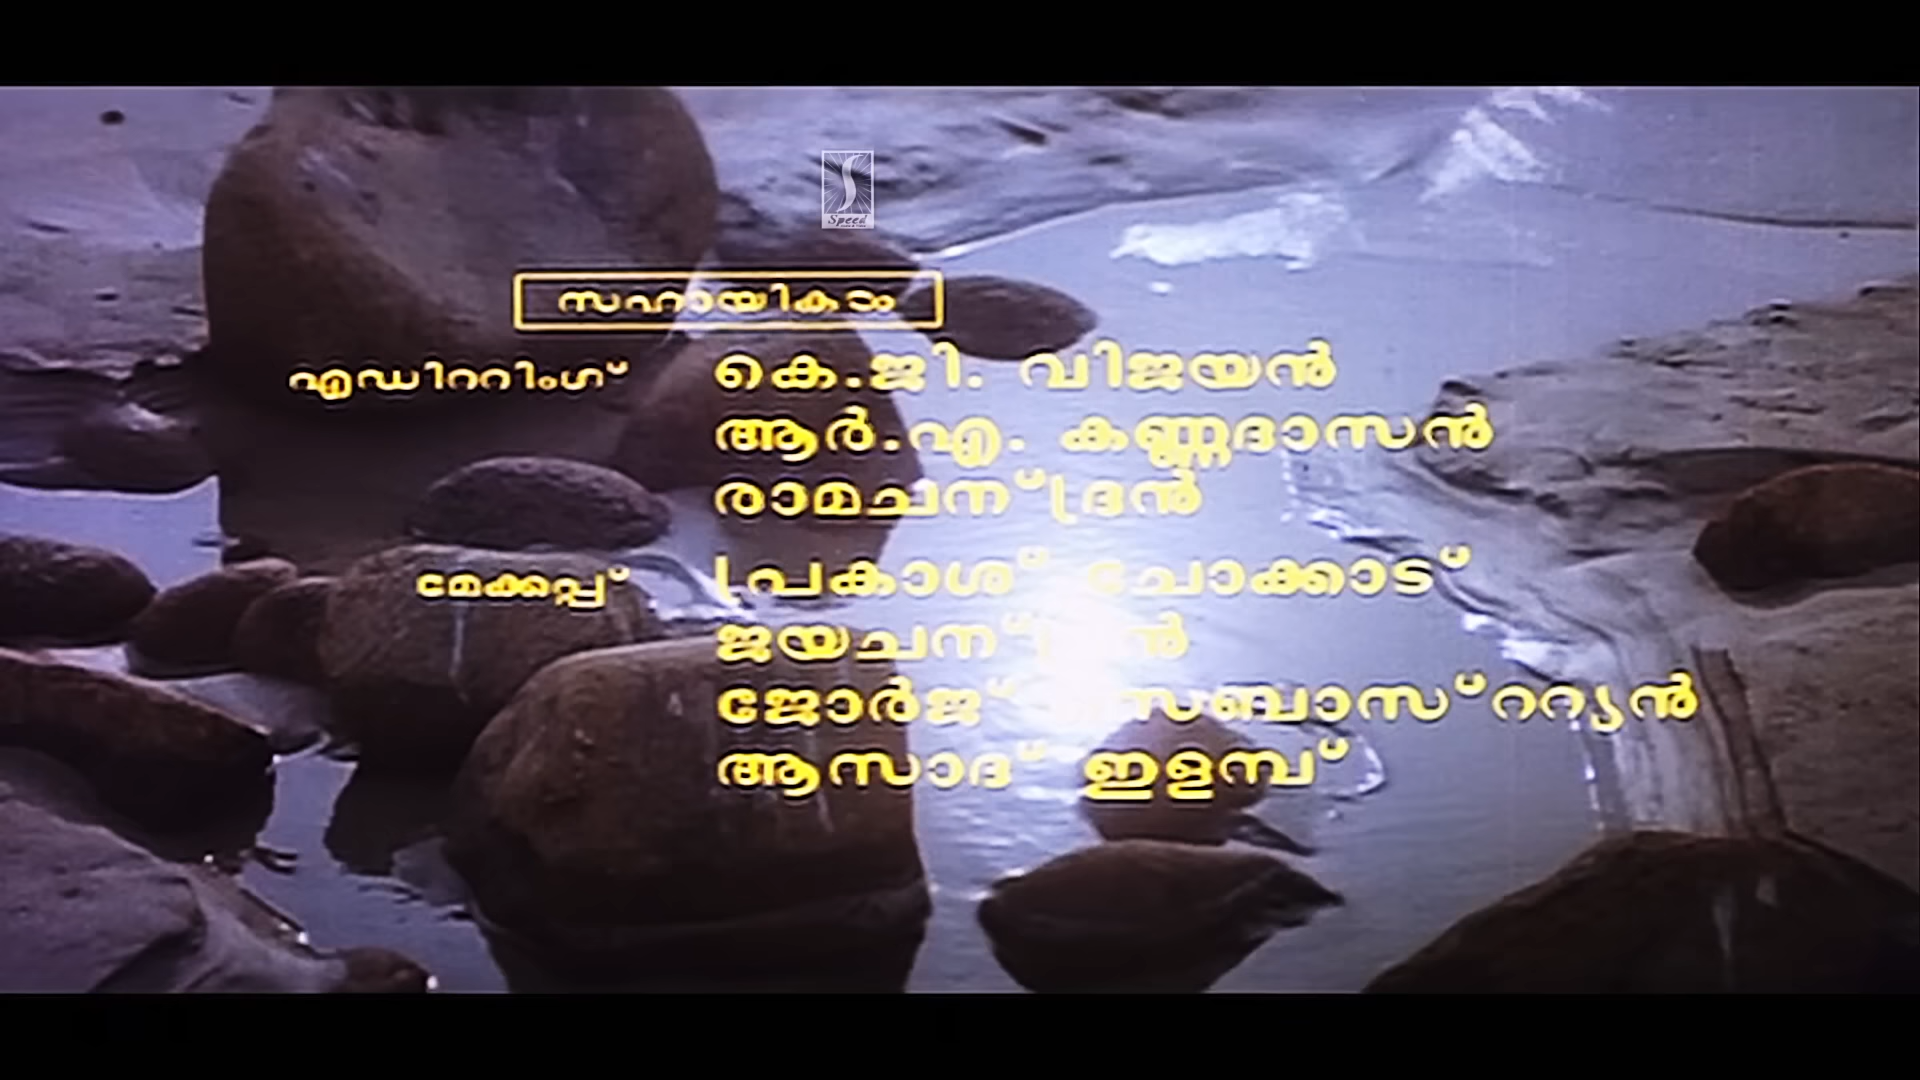 Speed
സഹായികൾ
എഡിററിംഗ് കെ.ജി. വിജയൻ
ആർ.എ. കണ്ണദാസൻ
രാമചന്ദ്രൻ
മേക്കപ്പ് പ്രകാശ് ചോക്കാട്
ജയചന്ദ്രൻ
ജോർജ് സെബാസ്ററ്യൻ
ആസാദ് ഇളമ്പ്